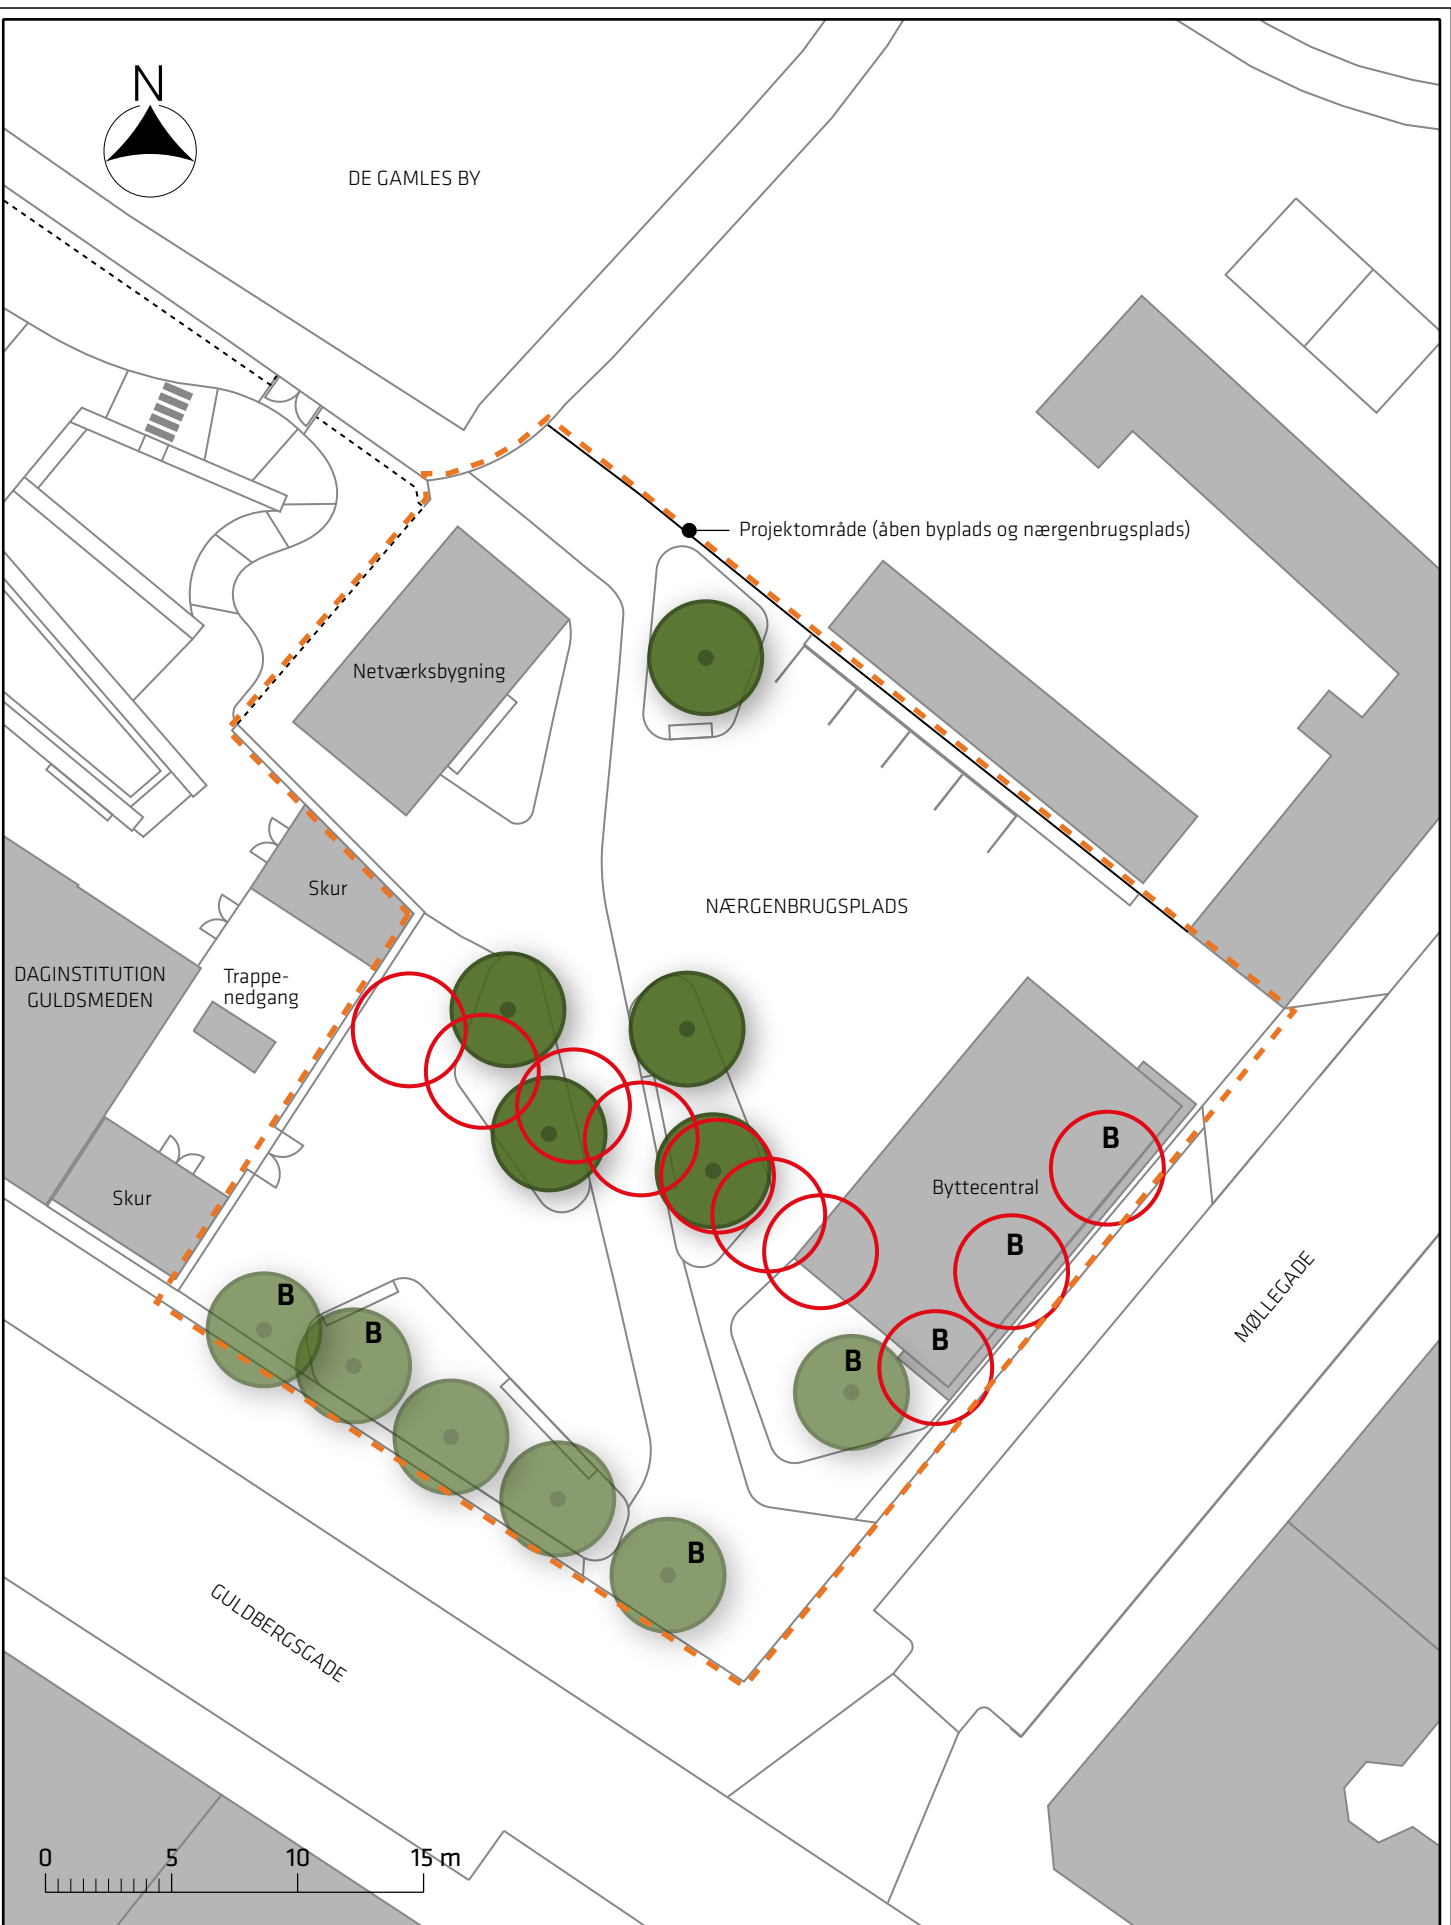 N
DE GAMLES BY
Projektområde (åben byplads og nærgenbrugsplads)
Netværksbygning
Skur
NÆRGENBRUGSPLADS
DAGINSTITUTION
GULDSMEDEN
Trappe-
nedgang
Skur
Byttecentral
B
B
B
B
B
B
B
MØLLEGADE
GULDBERGSGADE
0 5 10 15 m